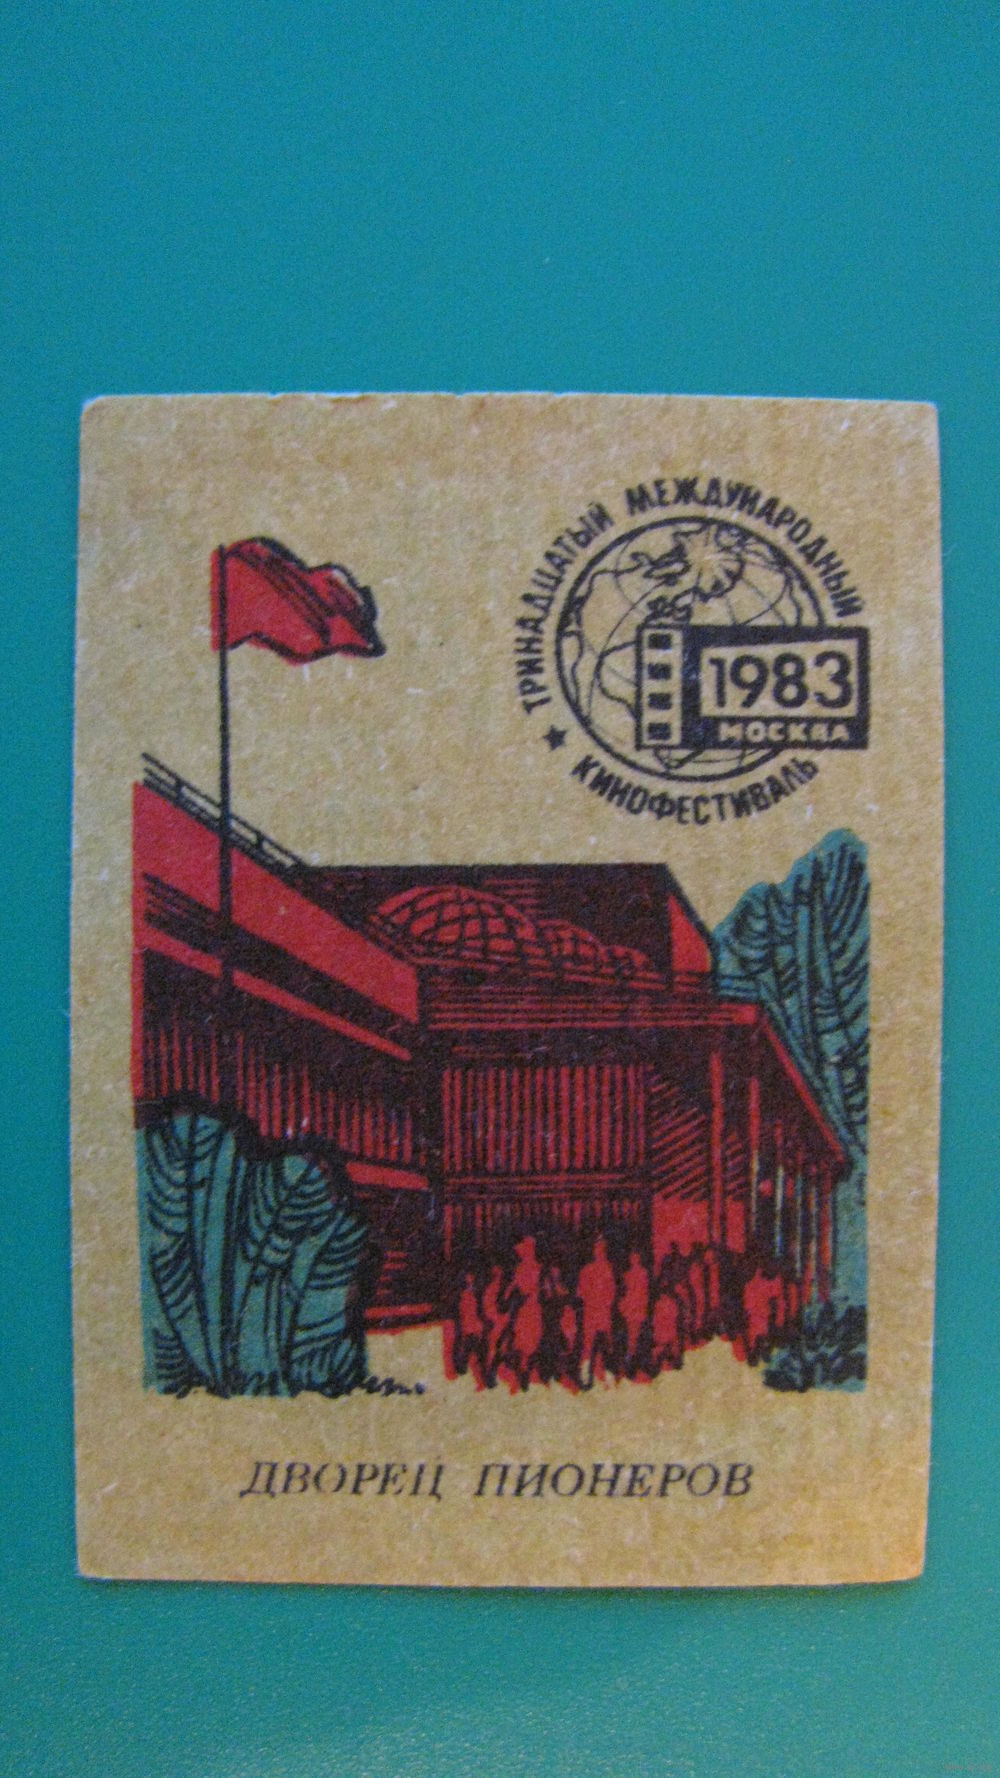 ТРИНАДЦАТЫЙ МЕЖДУНАРОДНЫЙ
1983
МОСКВА
★ КИНОФЕСТИВАЛЬ
ДВОРЕЦ ПИОНЕРОВ